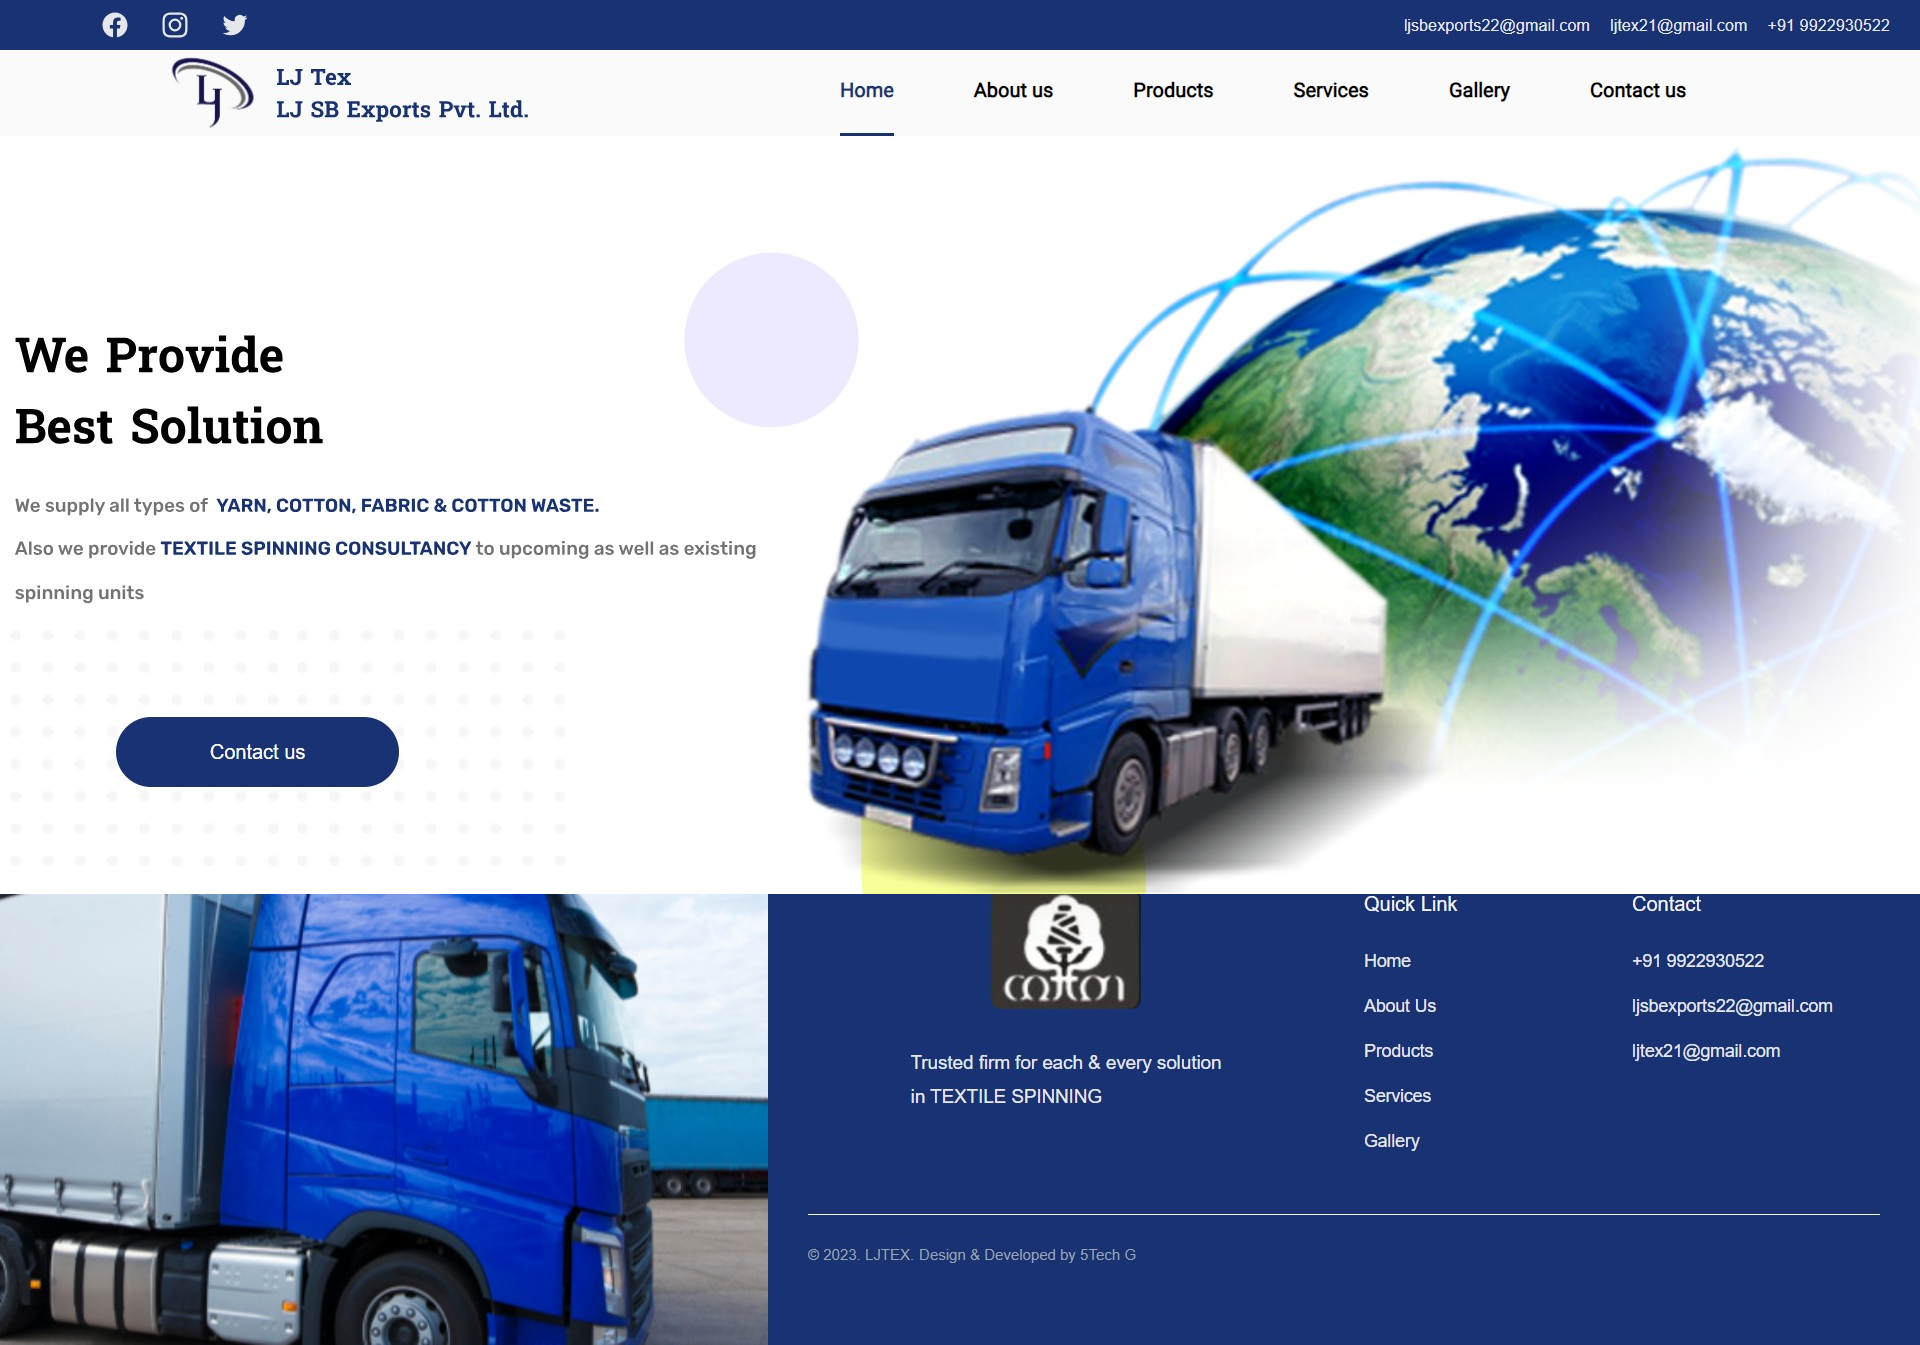 ljsbexports22@gmail.com ljtex21@gmail.com +91 9922930522
LJ
LJ Tex
LJ SB Exports Pvt. Ltd.
Home About us Products Services Gallery Contact us
We Provide
Best Solution
We supply all types of YARN, COTTON, FABRIC & COTTON WASTE.
Also we provide TEXTILE SPINNING CONSULTANCY to upcoming as well as existing
spinning units
Contact us
cotton
Trusted firm for each & every solution
in TEXTILE SPINNING
Quick Link
Home
About Us
Products
Services
Gallery
Contact
+91 9922930522
ljsbexports22@gmail.com
ljtex21@gmail.com
© 2023. LJTEX. Design & Developed by 5Tech G